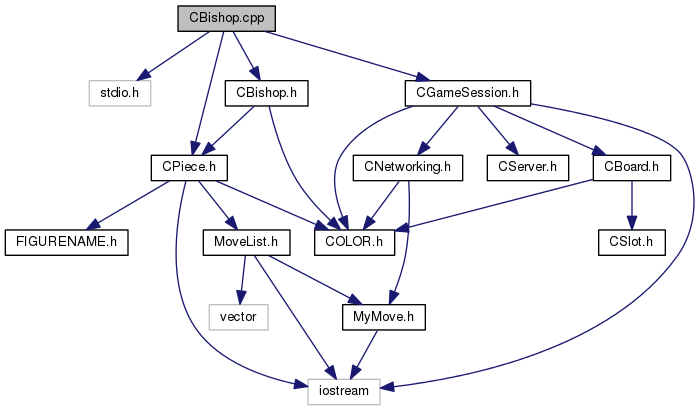 CBishop.cpp
stdio.h
CBishop.h
CGameSession.h
CPiece.h
CNetworking.h
CServer.h
CBoard.h
FIGURENAME.h
MoveList.h
COLOR.h
CSlot.h
vector
MyMove.h
iostream